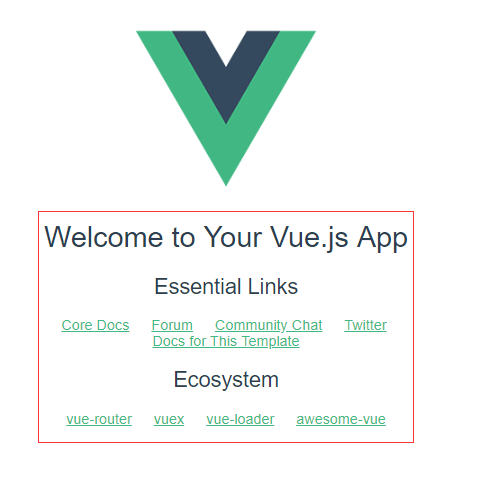 Welcome to Your Vue.js App
Essential Links
Core Docs Forum Community Chat Twitter
Docs for This Template
Ecosystem
vue-router vuex vue-loader awesome-vue